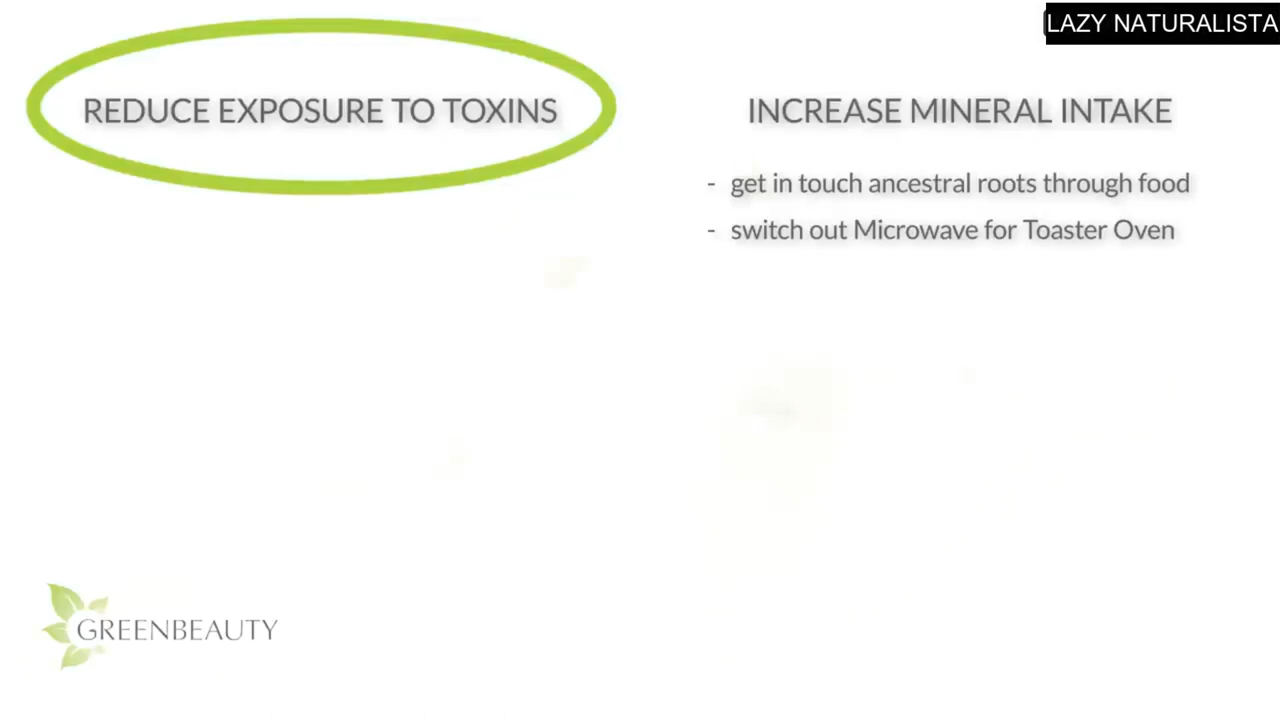 LAZY NATURALISTA
REDUCE EXPOSURE TO TOXINS
INCREASE MINERAL INTAKE
- get in touch ancestral roots through food
- switch out Microwave for Toaster Oven
GREENBEAUTY